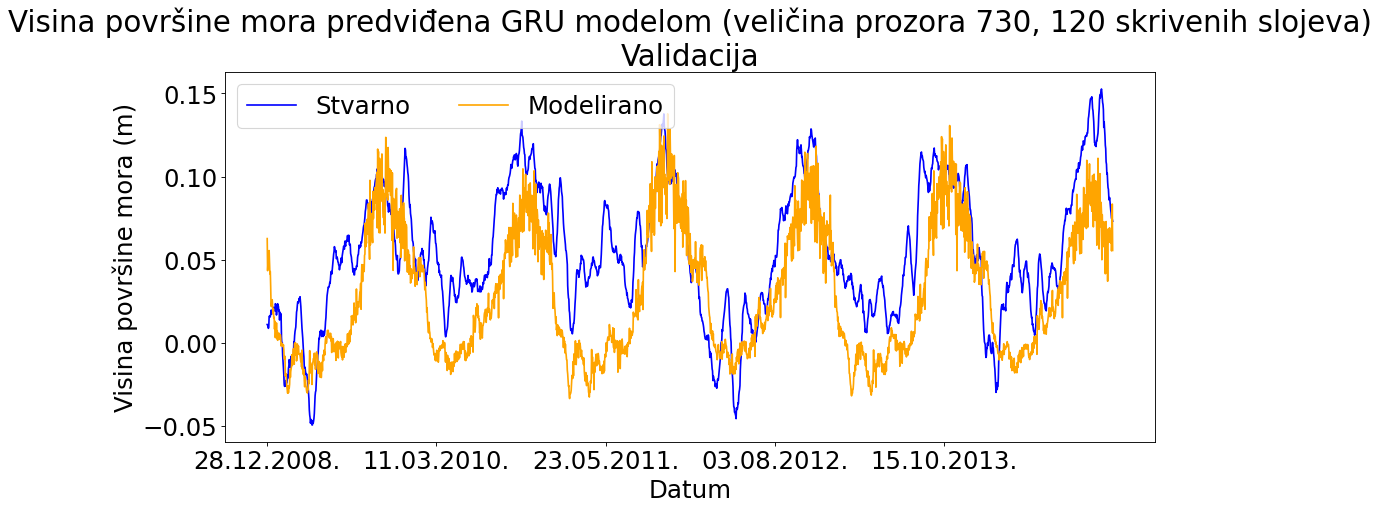 Visina površine mora predviđena GRU modelom (veličina prozora 730, 120 skrivenih slojeva)
Validacija
Stvarno Modelirano
Visina površine mora (m)
0.15
0.10
0.05
0.00
−0.05
28.12.2008. 11.03.2010. 23.05.2011. 03.08.2012. 15.10.2013.
Datum